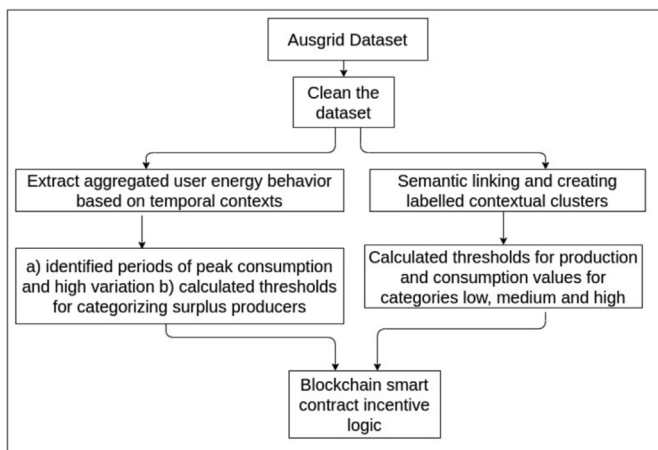 Ausgrid Dataset
Clean the
dataset
Extract aggregated user energy behavior
based on temporal contexts
Semantic linking and creating
labelled contextual clusters
a) identified periods of peak consumption
and high variation b) calculated thresholds
for categorizing surplus producers
Calculated thresholds for production
and consumption values for
categories low, medium and high
Blockchain smart
contract incentive
logic